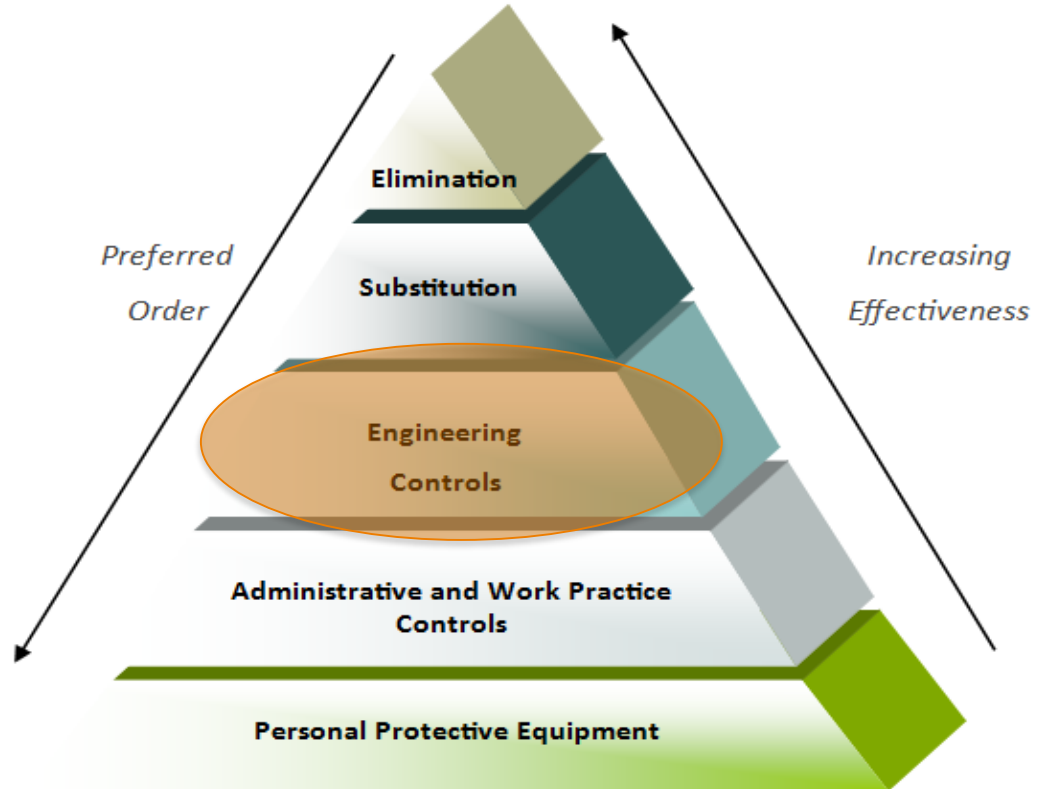 Elimination
Preferred
Order
Increasing
Effectiveness
Substitution
Engineering
Controls
Administrative and Work Practice
Controls
Personal Protective Equipment